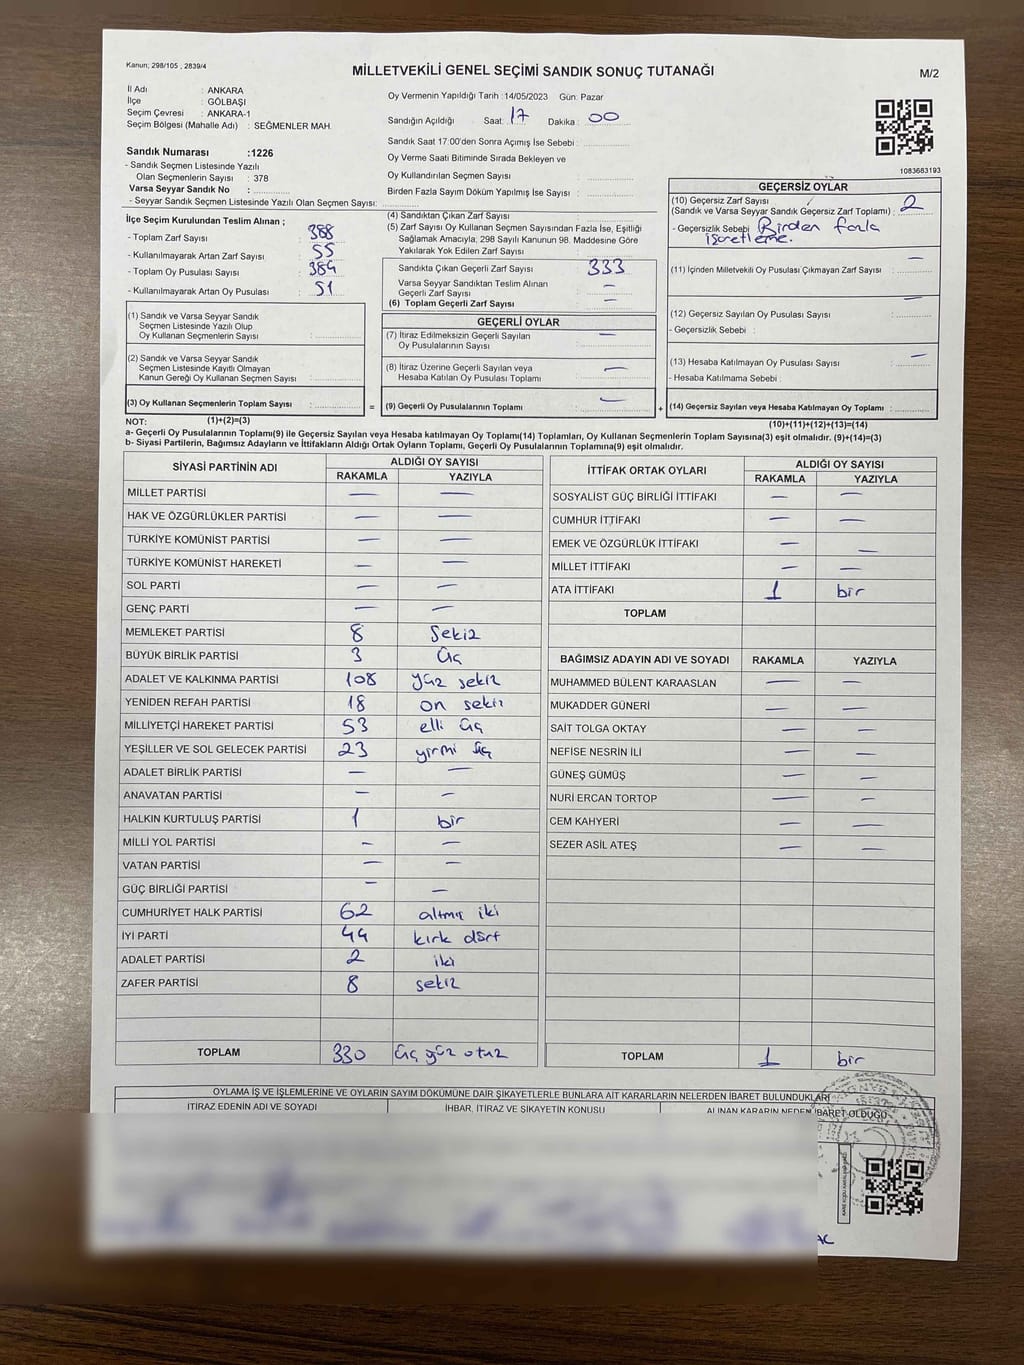 Kanun; 298/105 , 2839/4
MİLLETVEKİLİ GENEL SEÇİMİ SANDIK SONUÇ TUTANAĞI
M/2
İl Adı : ANKARA
İlçe : GÖLBAŞI
Seçim Çevresi : ANKARA-1
Seçim Bölgesi (Mahalle Adı) : SEĞMENLER MAH.
Sandık Numarası :1226
- Sandık Seçmen Listesinde Yazılı
Olan Seçmenlerin Sayısı : 378
Varsa Seyyar Sandık No :
- Seyyar Sandık Seçmen Listesinde Yazılı Olan Seçmen Sayısı:
Oy Vermenin Yapıldığı Tarih :14/05/2023 Gün: Pazar
Sandığın Açıldığı Saat: 17 Dakika : 00
Sandık Saat 17:00'den Sonra Açımış İse Sebebi :
Oy Verme Saati Bitiminde Sırada Bekleyen ve
Oy Kullandırılan Seçmen Sayısı :
Birden Fazla Sayım Döküm Yapılmış İse Sayısı :
1083683193
İlçe Seçim Kurulundan Teslim Alınan ;
- Toplam Zarf Sayısı : 388
- Kullanılmayarak Artan Zarf Sayısı : 55
- Toplam Oy Pusulası Sayısı : 384
- Kullanılmayarak Artan Oy Pusulası : 51
(4) Sandıktan Çıkan Zarf Sayısı :
(5) Zarf Sayısı Oy Kullanan Seçmen Sayısından Fazla İse, Eşitliği
Sağlamak Amacıyla, 298 Sayılı Kanunun 98. Maddesine Göre
Yakılarak Yok Edilen Zarf Sayısı :
Sandıkta Çıkan Geçerli Zarf Sayısı : 333
Varsa Seyyar Sandıktan Teslim Alınan
Geçerli Zarf Sayısı : —
(6) Toplam Geçerli Zarf Sayısı : —
GEÇERSİZ OYLAR
(10) Geçersiz Zarf Sayısı
(Sandık ve Varsa Seyyar Sandık Geçersiz Zarf Toplamı) : 2
- Geçersizlik Sebebi : Birden fazla
işaretleme.
(11) İçinden Milletvekili Oy Pusulası Çıkmayan Zarf Sayısı : —
(12) Geçersiz Sayılan Oy Pusulası Sayısı : —
- Geçersizlik Sebebi :
(13) Hesaba Katılmayan Oy Pusulası Sayısı : —
- Hesaba Katılmama Sebebi :
(1) Sandık ve Varsa Seyyar Sandık
Seçmen Listesinde Yazılı Olup
Oy Kullanan Seçmenlerin Sayısı :
(2) Sandık ve Varsa Seyyar Sandık
Seçmen Listesinde Kayıtlı Olmayan
Kanun Gereği Oy Kullanan Seçmen Sayısı :
GEÇERLİ OYLAR
(7) İtiraz Edilmeksizin Geçerli Sayılan
Oy Pusulalarının Sayısı : —
(8) İtiraz Üzerine Geçerli Sayılan veya
Hesaba Katılan Oy Pusulası Toplamı : —
(3) Oy Kullanan Seçmenlerin Toplam Sayısı : = (9) Geçerli Oy Pusulalarının Toplamı : — + (14) Geçersiz Sayılan veya Hesaba Katılmayan Oy Toplamı :
NOT: (1)+(2)=(3) (10)+(11)+(12)+(13)=(14)
a- Geçerli Oy Pusulalarının Toplamı(9) ile Geçersiz Sayılan veya Hesaba katılmayan Oy Toplamı(14) Toplamları, Oy Kullanan Seçmenlerin Toplam Sayısına(3) eşit olmalıdır. (9)+(14)=(3)
b- Siyasi Partilerin, Bağımsız Adayların ve İttifakların Aldığı Ortak Oyların Toplamı, Geçerli Oy Pusulalarının Toplamına(9) eşit olmalıdır.
SİYASİ PARTİNİN ADI ALDIĞI OY SAYISI
RAKAMLA YAZIYLA
MİLLET PARTİSİ — —
HAK VE ÖZGÜRLÜKLER PARTİSİ — —
TÜRKİYE KOMÜNİST PARTİSİ — —
TÜRKİYE KOMÜNİST HAREKETİ — —
SOL PARTİ — —
GENÇ PARTİ — —
MEMLEKET PARTİSİ 8 sekiz
BÜYÜK BİRLİK PARTİSİ 3 üç
ADALET VE KALKINMA PARTİSİ 108 yüz sekiz
YENİDEN REFAH PARTİSİ 18 on sekiz
MİLLİYETÇİ HAREKET PARTİSİ 53 elli üç
YEŞİLLER VE SOL GELECEK PARTİSİ 23 yirmi üç
ADALET BİRLİK PARTİSİ — —
ANAVATAN PARTİSİ — —
HALKIN KURTULUŞ PARTİSİ 1 bir
MİLLİ YOL PARTİSİ — —
VATAN PARTİSİ — —
GÜÇ BİRLİĞİ PARTİSİ — —
CUMHURİYET HALK PARTİSİ 62 altmış iki
İYİ PARTİ 44 kırk dört
ADALET PARTİSİ 2 iki
ZAFER PARTİSİ 8 sekiz
TOPLAM 330 üç yüz otuz
İTTİFAK ORTAK OYLARI ALDIĞI OY SAYISI
RAKAMLA YAZIYLA
SOSYALİST GÜÇ BİRLİĞİ İTTİFAKI — —
CUMHUR İTTİFAKI — —
EMEK VE ÖZGÜRLÜK İTTİFAKI — —
MİLLET İTTİFAKI — —
ATA İTTİFAKI 1 bir
TOPLAM
BAĞIMSIZ ADAYIN ADI VE SOYADI RAKAMLA YAZIYLA
MUHAMMED BÜLENT KARAASLAN — —
MUKADDER GÜNERİ — —
SAİT TOLGA OKTAY — —
NEFİSE NESRİN İLİ — —
GÜNEŞ GÜMÜŞ — —
NURİ ERCAN TORTOP — —
CEM KAHYERİ — —
SEZER ASİL ATEŞ — —
TOPLAM 1 bir
OYLAMA İŞ VE İŞLEMLERİNE VE OYLARIN SAYIM DÖKÜMÜNE DAİR ŞİKAYETLERLE BUNLARA AİT KARARLARIN NELERDEN İBARET BULUNDUKLARI
İTİRAZ EDENİN ADI VE SOYADI İHBAR, İTİRAZ VE ŞİKAYETİN KONUSU ALINAN KARARIN NEDEN İBARET OLDUĞU